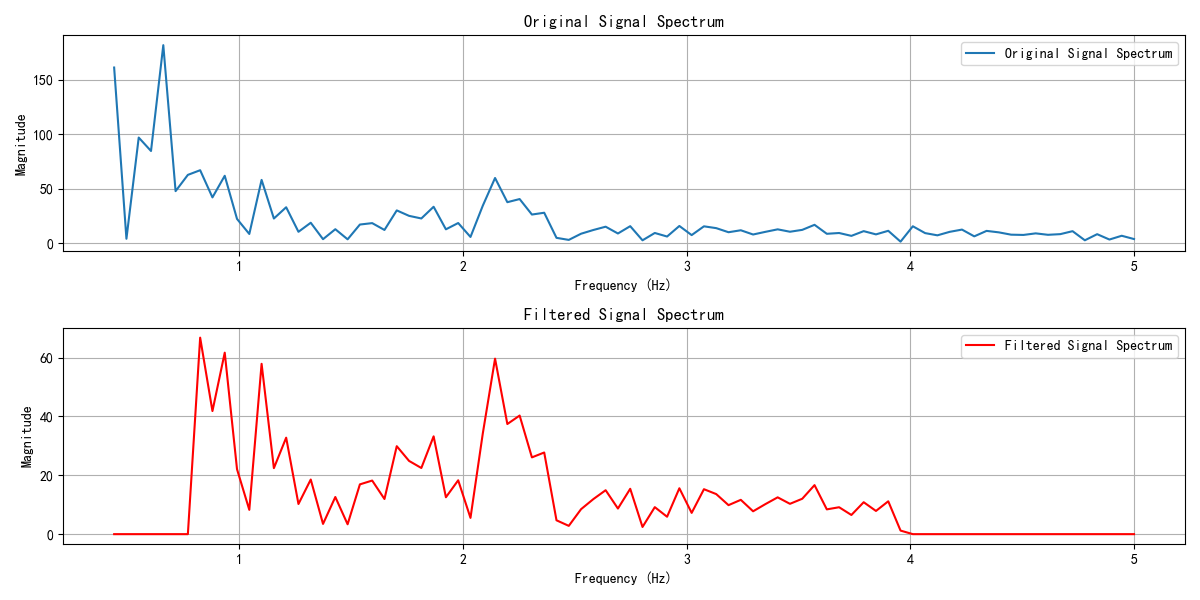 Original Signal Spectrum
Original Signal Spectrum
Magnitude
150
100
50
0
1 2 3 4 5
Frequency (Hz)
Filtered Signal Spectrum
Filtered Signal Spectrum
Magnitude
60
40
20
0
1 2 3 4 5
Frequency (Hz)